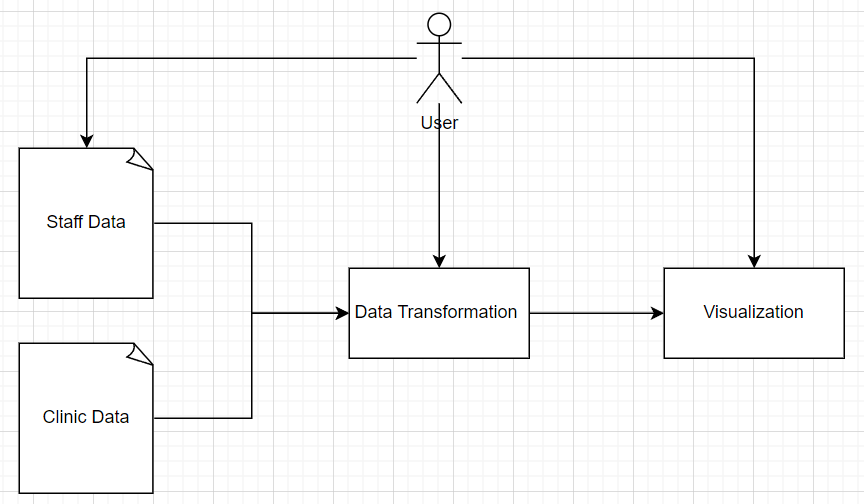 User
Staff Data
Data Transformation
Visualization
Clinic Data